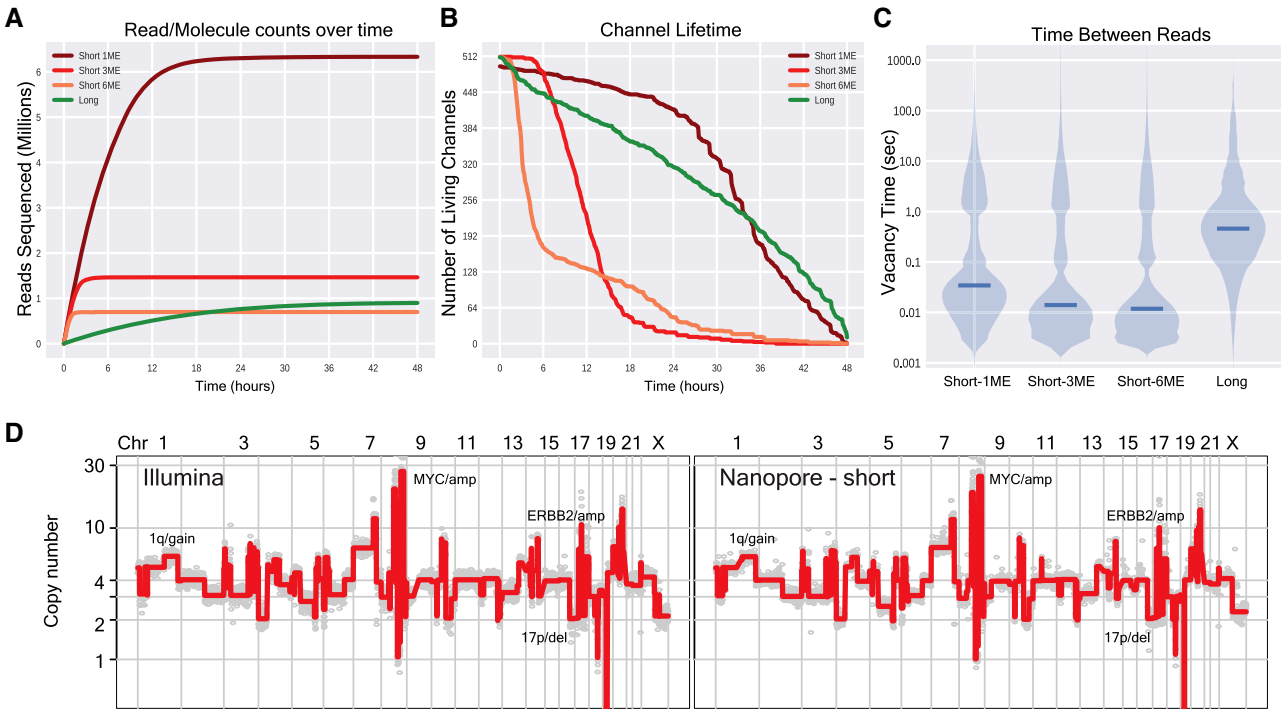 A
Read/Molecule counts over time
Short 1ME
Short 3ME
Short 6ME
Long
Reads Sequenced (Millions)
6
5
4
3
2
1
0
0 6 12 18 24 30 36 42 48
Time (hours)
B
Channel Lifetime
Short 1ME
Short 3ME
Short 6ME
Long
Number of Living Channels
512
448
384
320
256
192
128
64
0
0 6 12 18 24 30 36 42 48
Time (hours)
C
Time Between Reads
Vacancy Time (sec)
1000.0
100.0
10.0
1.0
0.1
0.01
0.001
Short-1ME Short-3ME Short-6ME Long
D
Chr 1 3 5 7 9 11 13 15 17 19 21 X
Copy number
30
10
4
3
2
1
Illumina
1q/gain
MYC/amp
ERBB2/amp
17p/del
1 3 5 7 9 11 13 15 17 19 21 X
Nanopore - short
1q/gain
MYC/amp
ERBB2/amp
17p/del